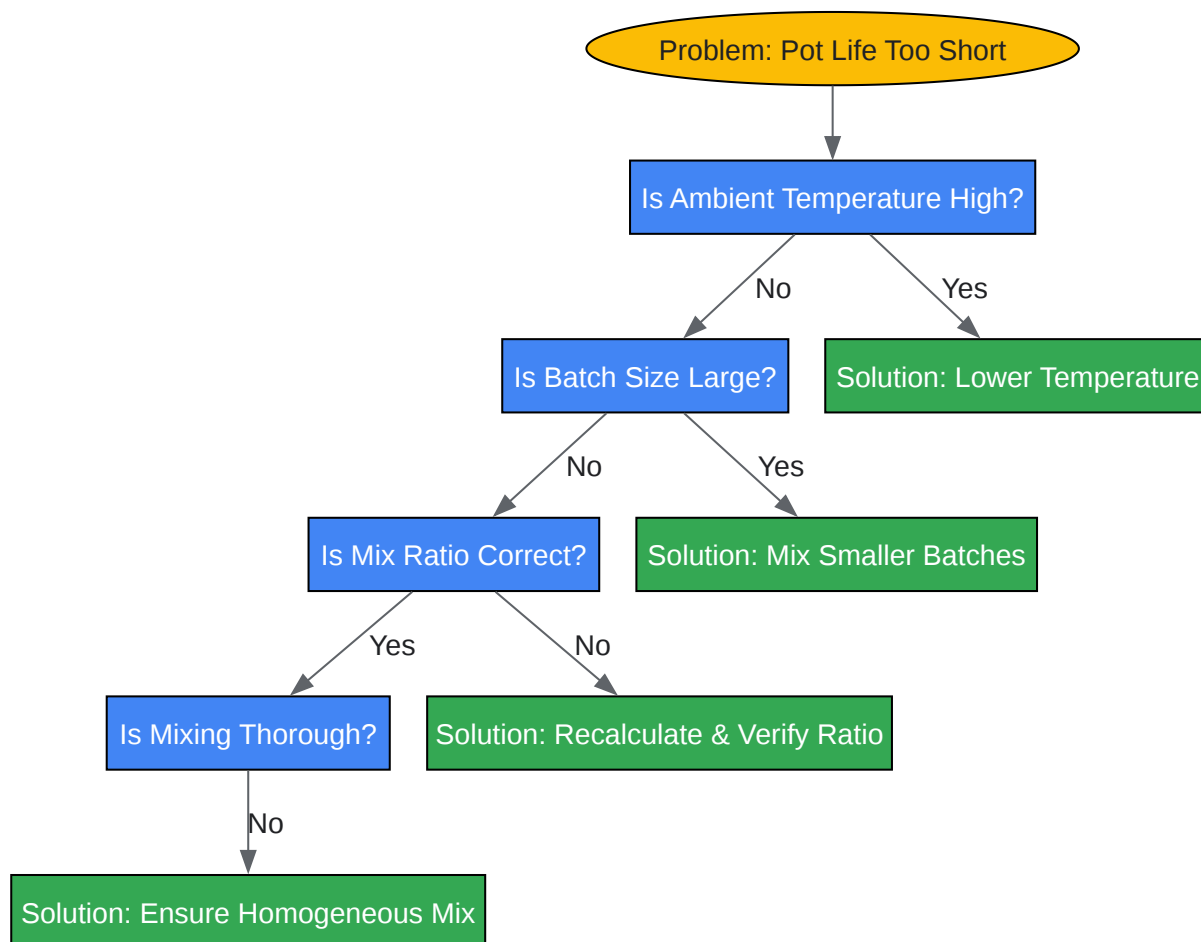 Problem: Pot Life Too Short
Is Ambient Temperature High?
No
Yes
Is Batch Size Large?
Solution: Lower Temperature
No
Yes
Is Mix Ratio Correct?
Solution: Mix Smaller Batches
Yes
No
Is Mixing Thorough?
Solution: Recalculate & Verify Ratio
No
Solution: Ensure Homogeneous Mix